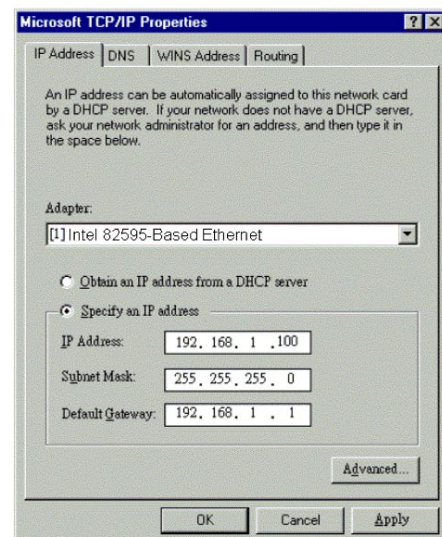 Microsoft TCP/IP Properties
? X
IP Address DNS WINS Address Routing
An IP address can be automatically assigned to this network card
by a DHCP server. If your network does not have a DHCP server,
ask your network administrator for an address, and then type it in
the space below.
Adapter:
[1] Intel 82595-Based Ethernet
Obtain an IP address from a DHCP server
Specify an IP address
IP Address: 192. 168. 1 .100
Subnet Mask: 255. 255. 255. 0
Default Gateway: 192. 168. 1 . 1
Advanced...
OK Cancel Apply